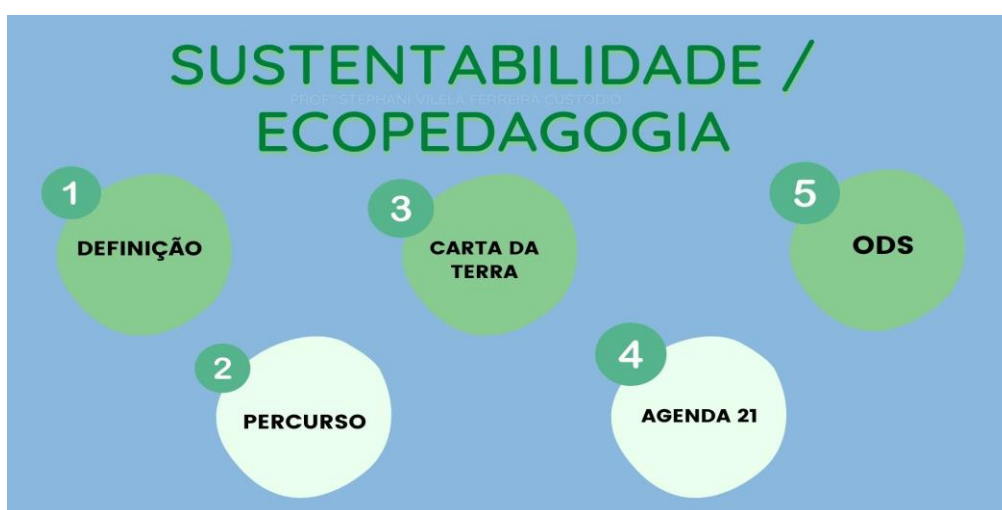 SUSTENTABILIDADE /
PROFª STEPHANI VILELA FERREIRA CUSTODIO
ECOPEDAGOGIA
1
DEFINIÇÃO
2
PERCURSO
3
CARTA DA
TERRA
4
AGENDA 21
5
ODS